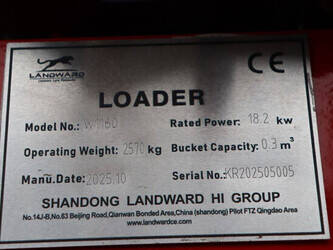 LANDWARD
CE
LOADER
Model No.: W116D Rated Power: 18.2 kw
Operating Weight: 2570 kg Bucket Capacity: 0.3 m³
Manu.Date: 2025.10 Serial No.: KR202505005
SHANDONG LANDWARD HI GROUP
No.14J-B,No.63 Beijing Road,Qianwan Bonded Area,China (shandong) Pilot FTZ Qingdao Area
www.landwardce.com